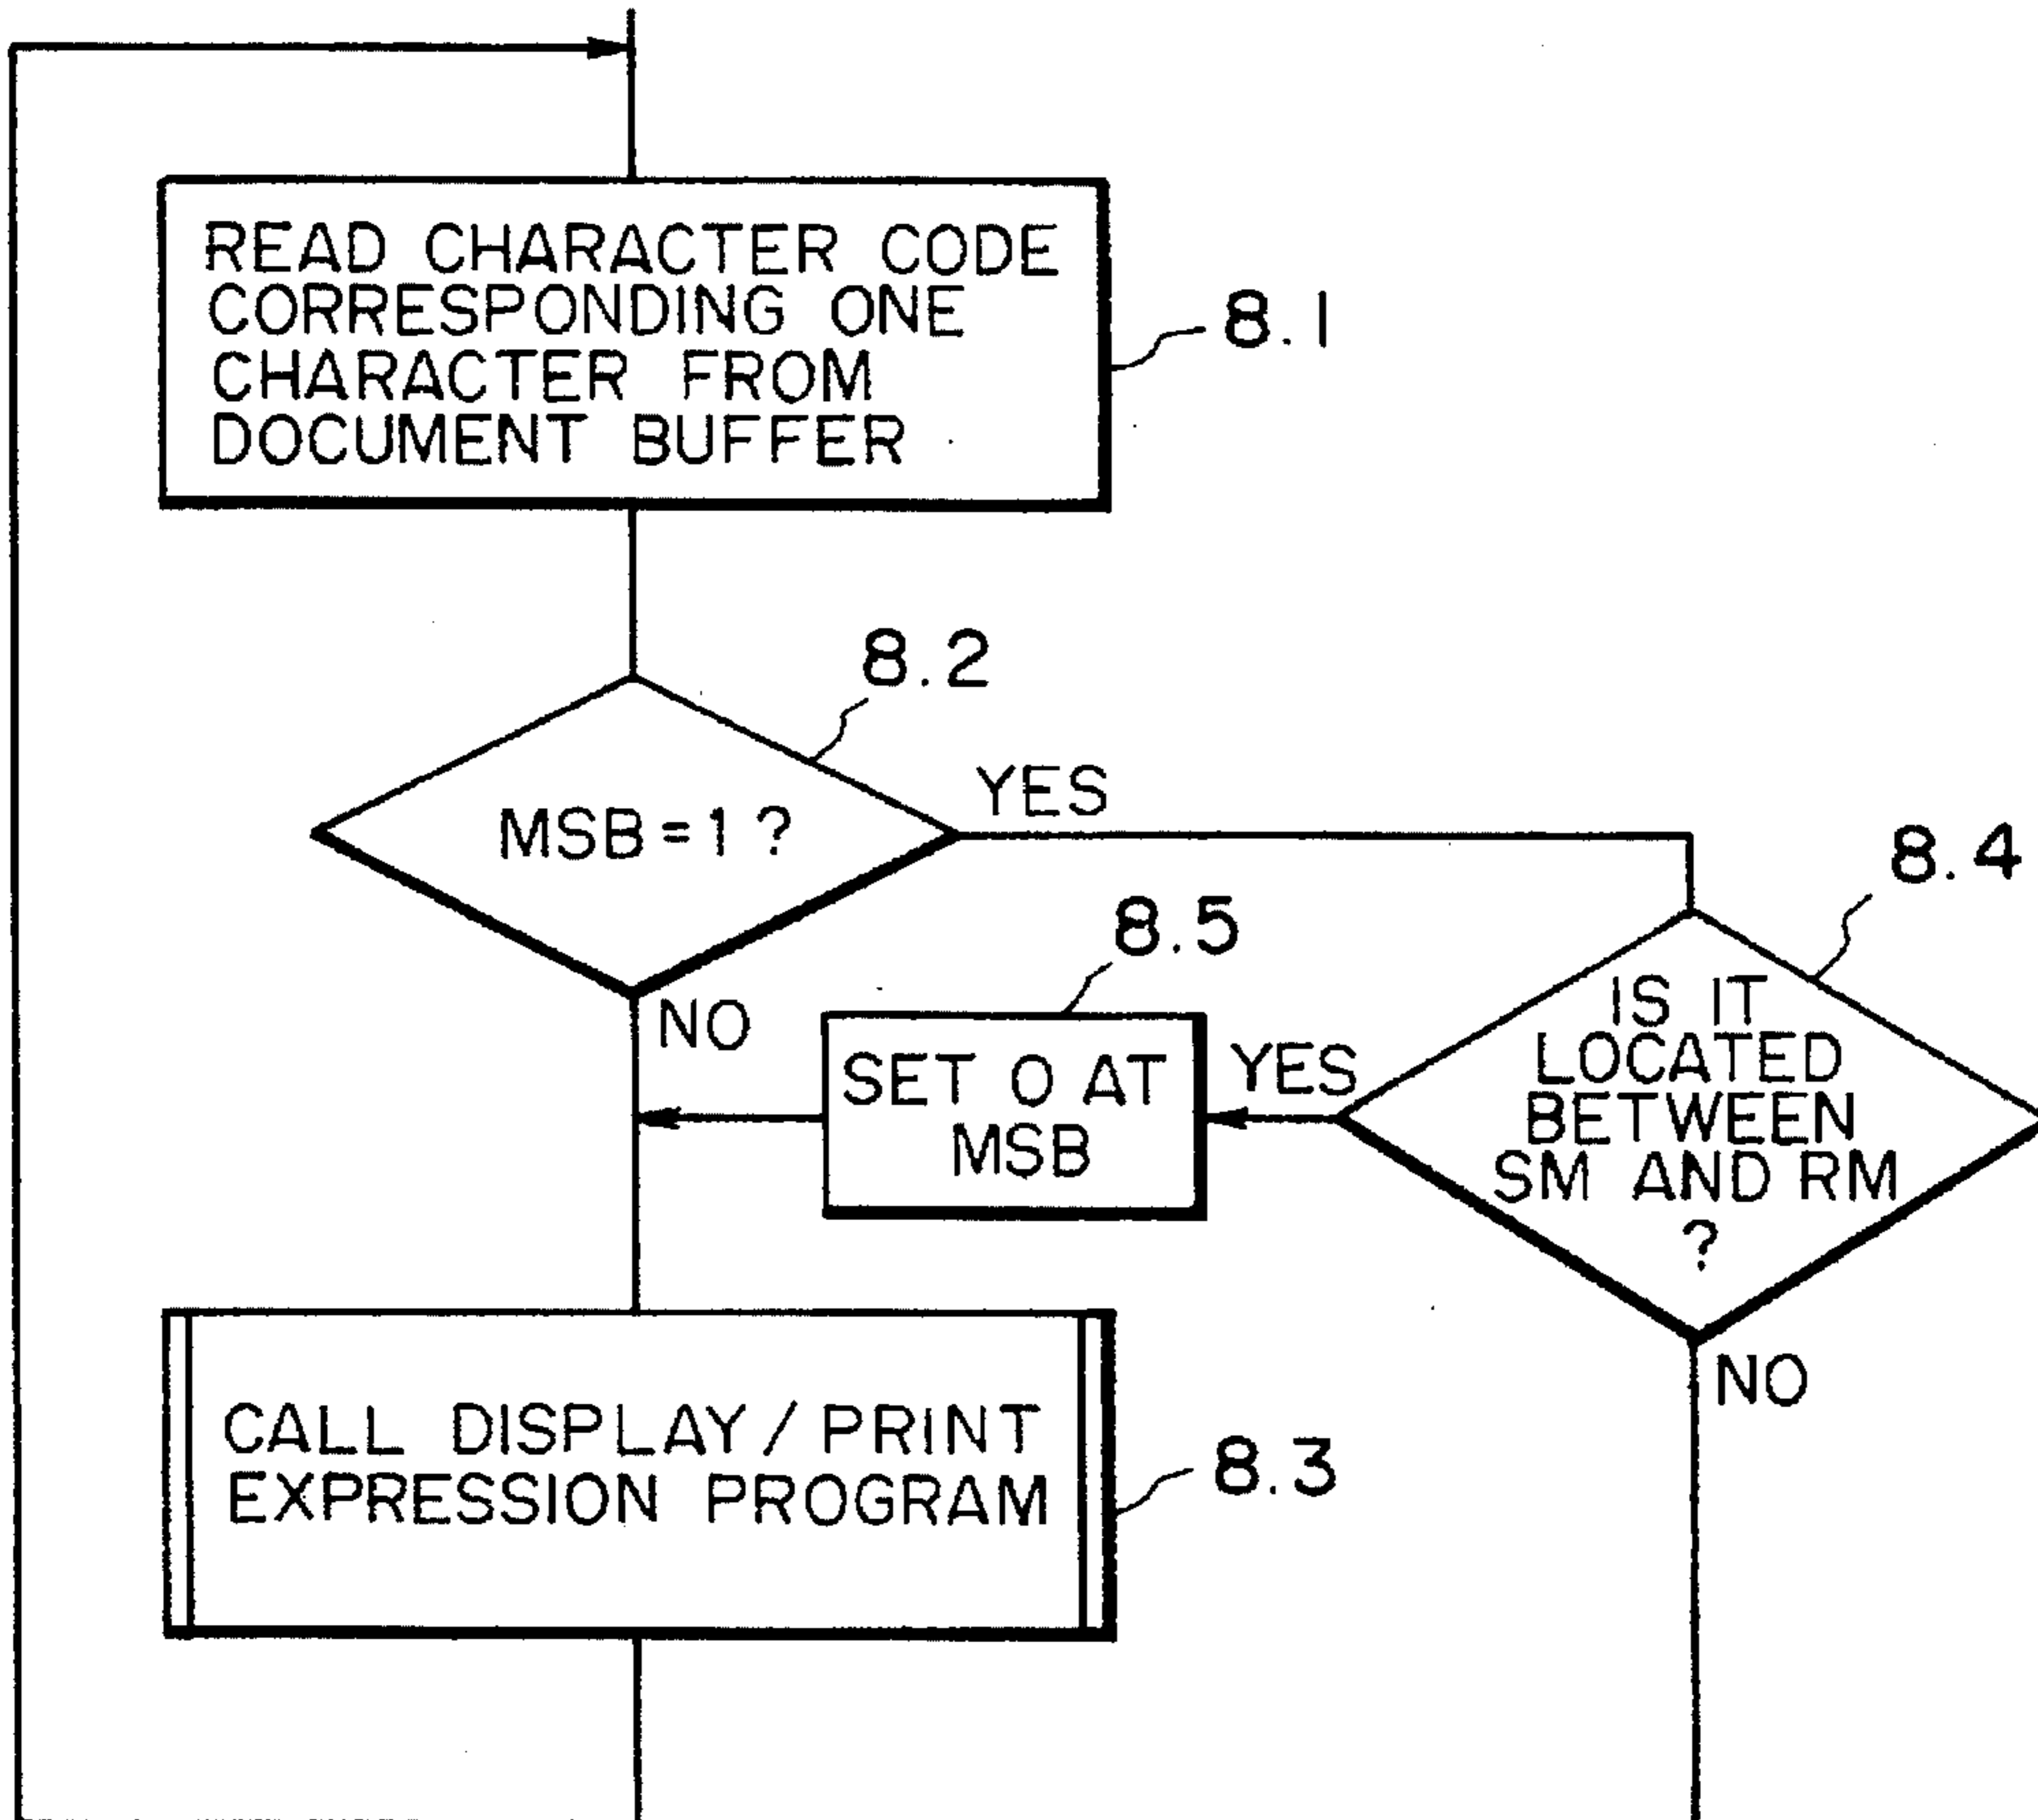 READ CHARACTER CODE
CORRESPONDING ONE
CHARACTER FROM
DOCUMENT BUFFER
8.1
8.2
MSB=1?
YES
8.4
8.5
NO
SET 0 AT
MSB
YES
IS IT
LOCATED
BETWEEN
SM AND RM
?
NO
CALL DISPLAY/PRINT
EXPRESSION PROGRAM
8.3